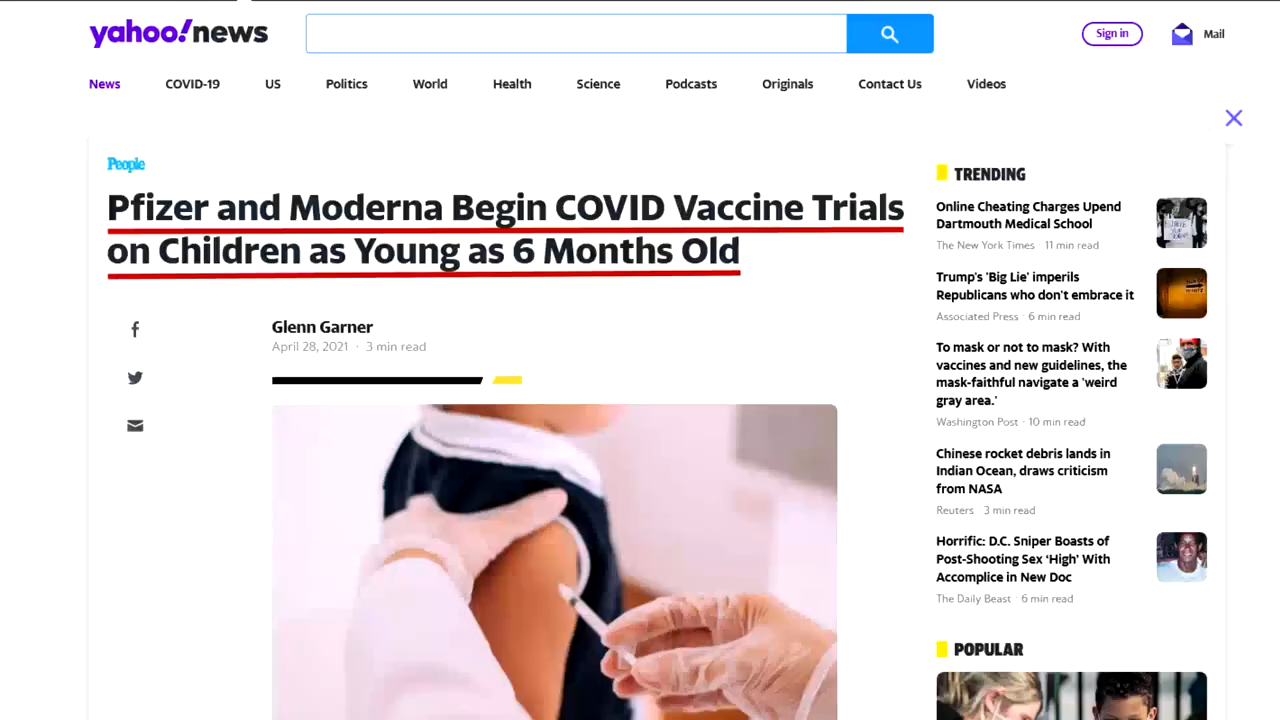 yahoo!news
Sign in
Mail
News COVID-19 US Politics World Health Science Podcasts Originals Contact Us Videos
People
Pfizer and Moderna Begin COVID Vaccine Trials
on Children as Young as 6 Months Old
Glenn Garner
April 28, 2021 · 3 min read
TRENDING
Online Cheating Charges Upend
Dartmouth Medical School
The New York Times · 11 min read
Trump's 'Big Lie' imperils
Republicans who don't embrace it
Associated Press · 6 min read
To mask or not to mask? With
vaccines and new guidelines, the
mask-faithful navigate a 'weird
gray area.'
Washington Post · 10 min read
Chinese rocket debris lands in
Indian Ocean, draws criticism
from NASA
Reuters · 3 min read
Horrific: D.C. Sniper Boasts of
Post-Shooting Sex ‘High’ With
Accomplice in New Doc
The Daily Beast · 6 min read
POPULAR